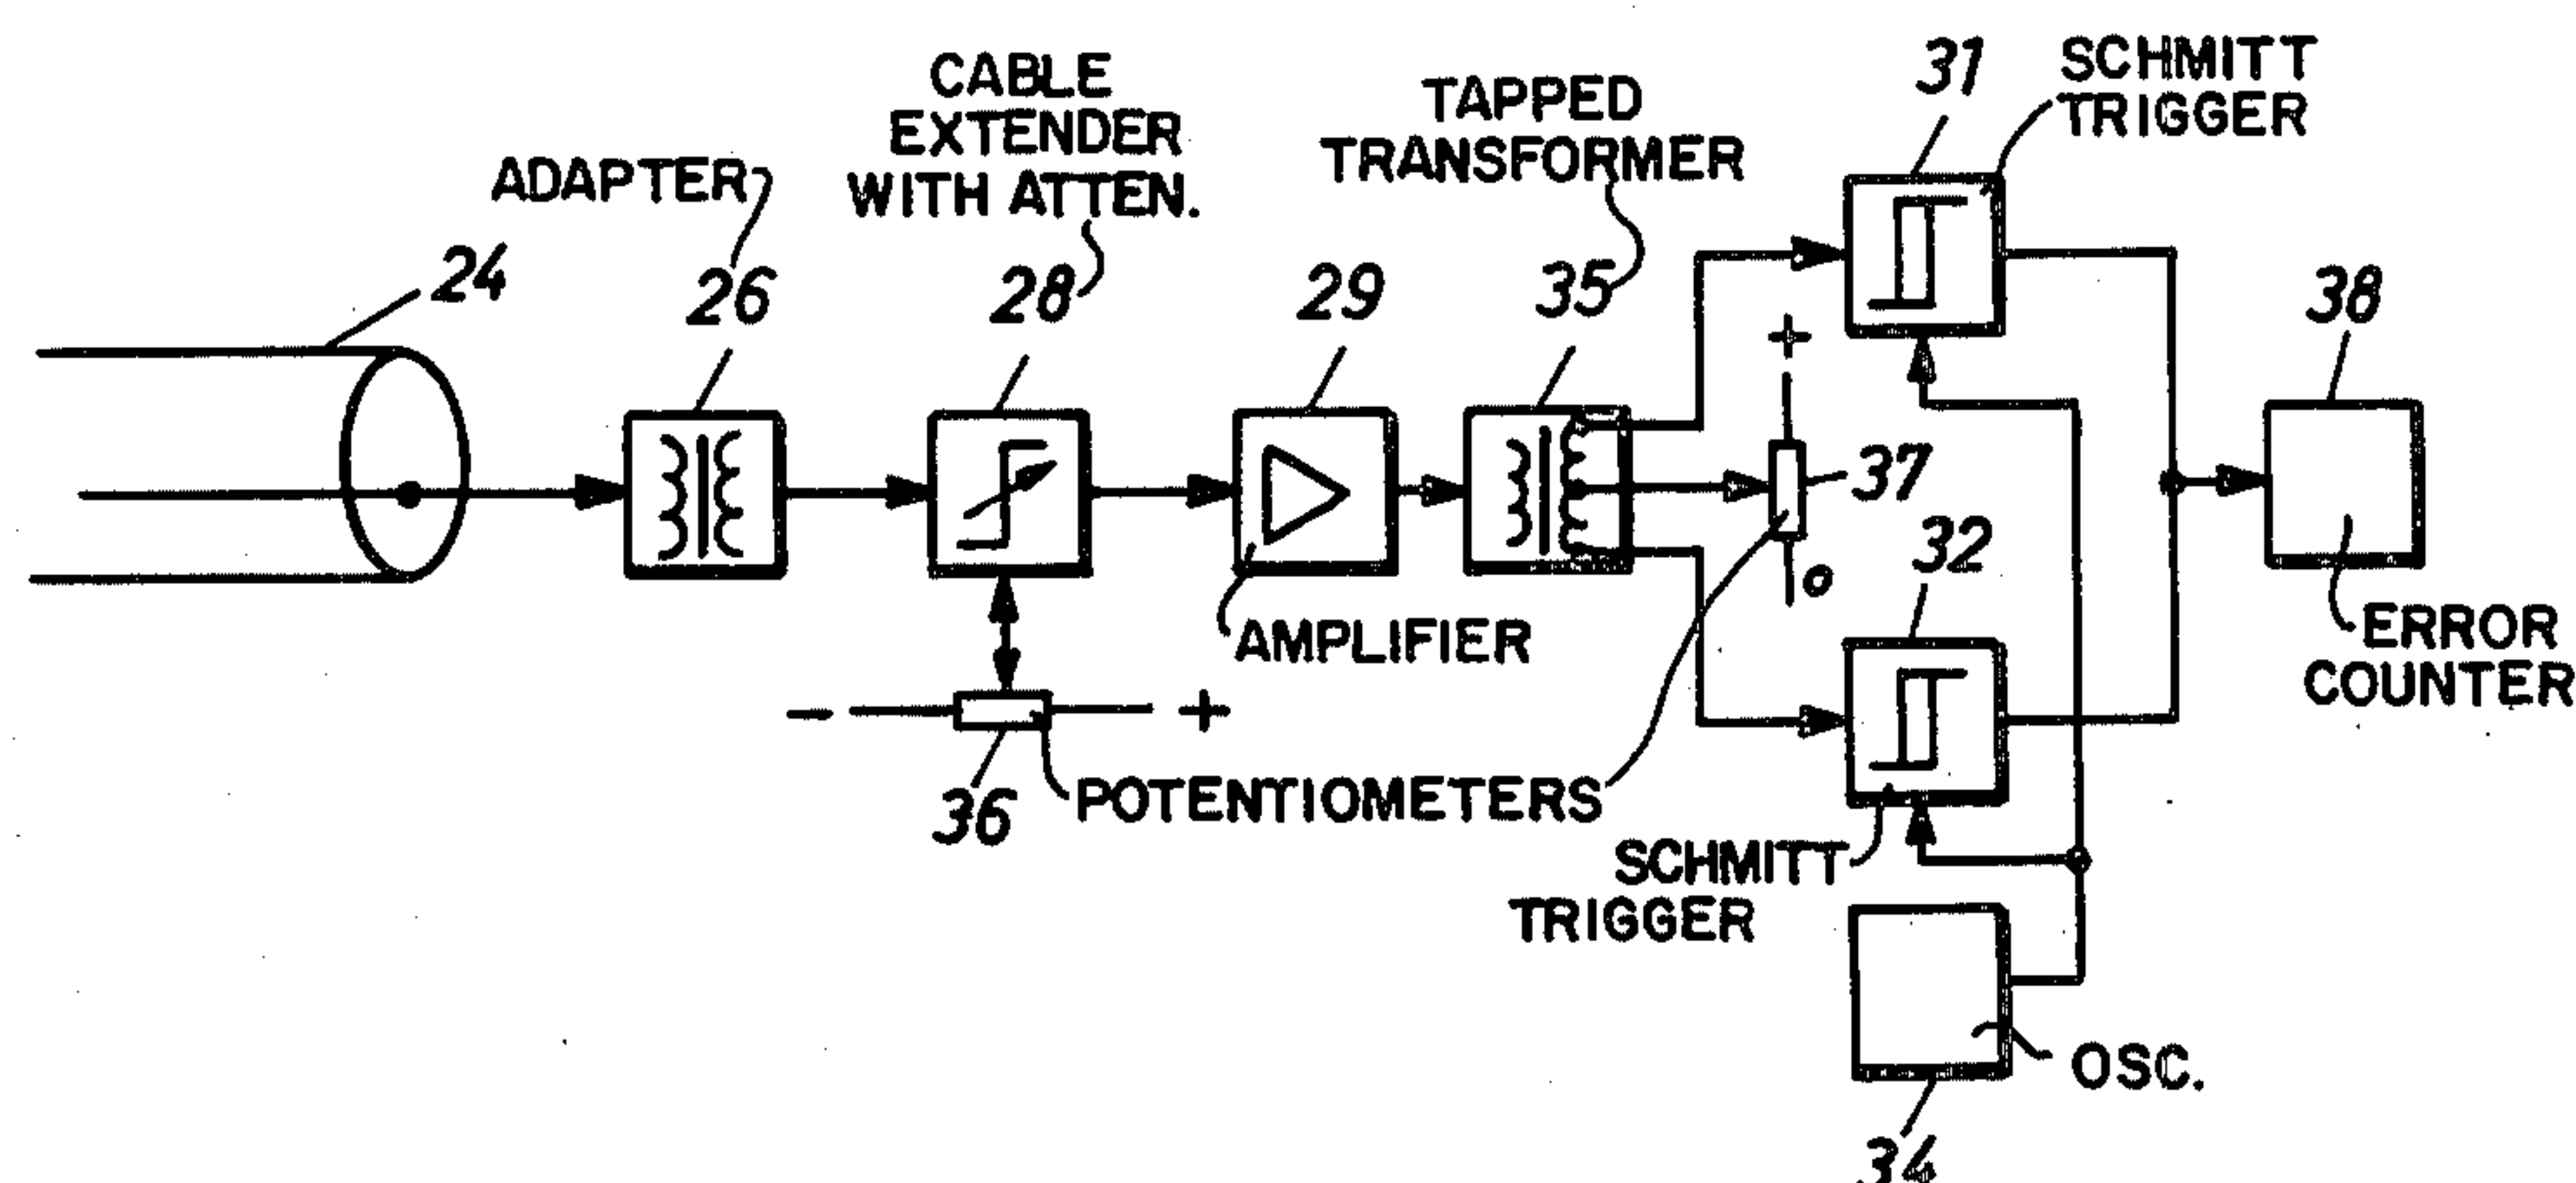 CABLE
EXTENDER
WITH ATTEN.
ADAPTER
TAPPED
TRANSFORMER
31
SCHMITT
TRIGGER
24
26
28
29
35
38
+
37
32
o
AMPLIFIER
ERROR
COUNTER
-
+
36
POTENTIOMETERS
SCHMITT
TRIGGER
OSC.
34